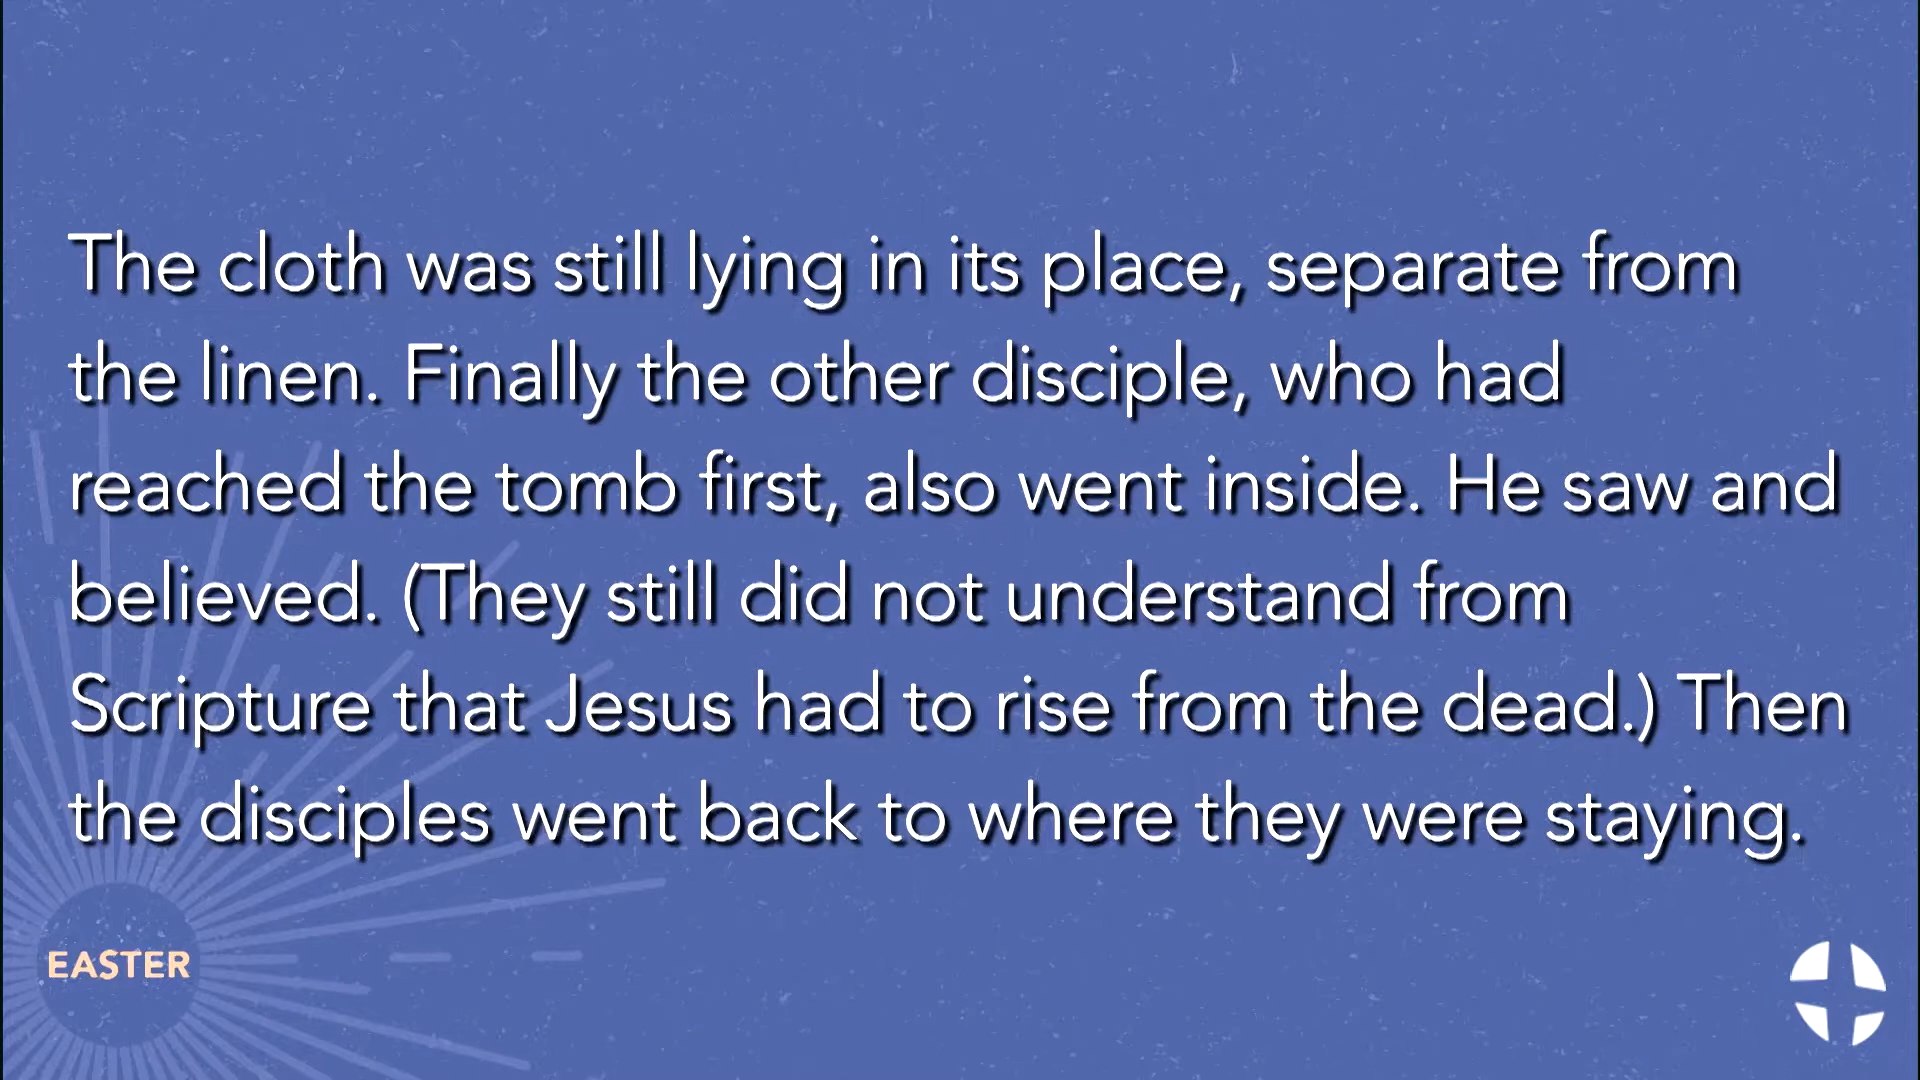 The cloth was still lying in its place, separate from
the linen. Finally the other disciple, who had
reached the tomb first, also went inside. He saw and
believed. (They still did not understand from
Scripture that Jesus had to rise from the dead.) Then
the disciples went back to where they were staying.
EASTER